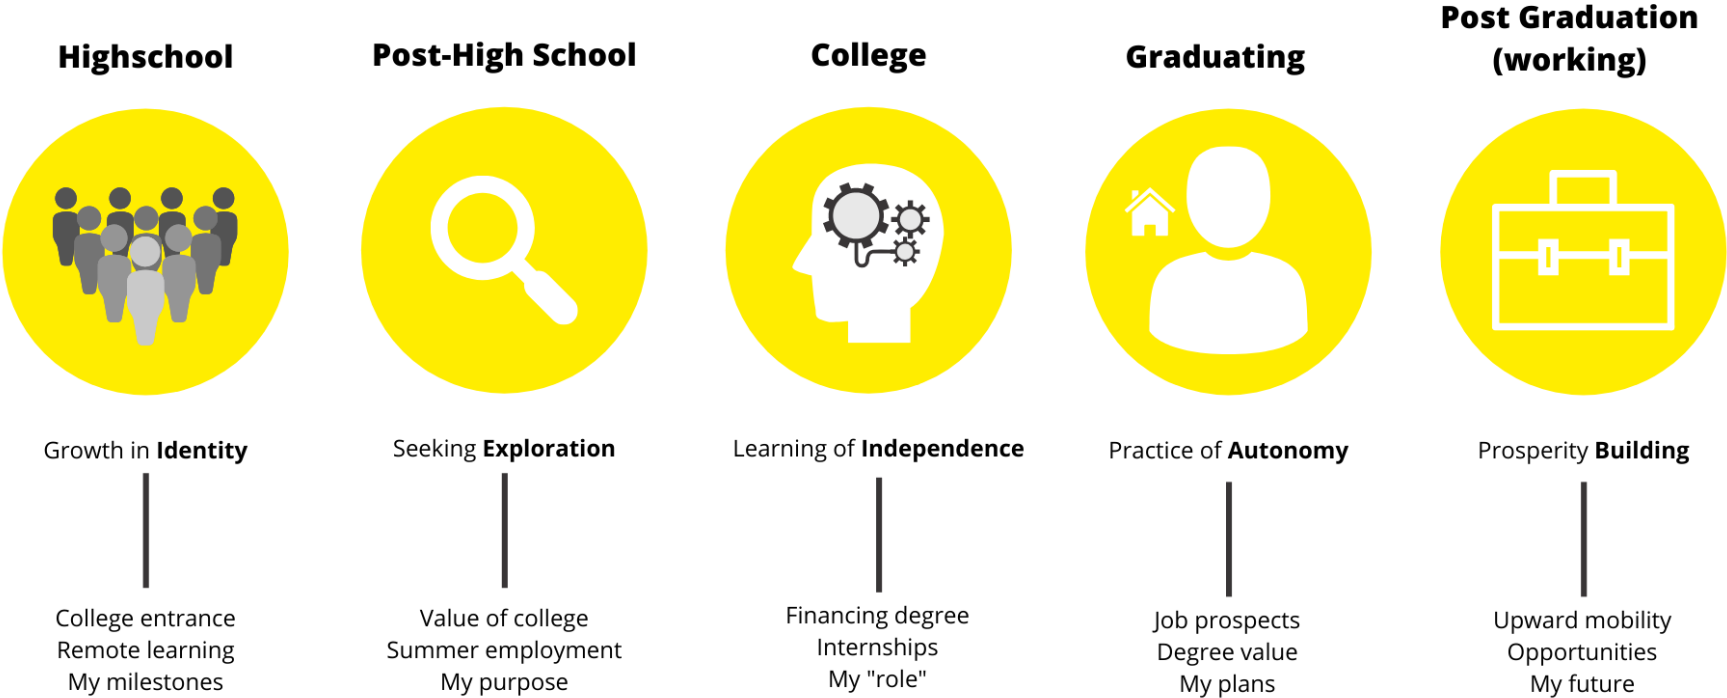 Highschool
Post-High School
College
Graduating
Post Graduation
(working)
Growth in Identity
Seeking Exploration
Learning of Independence
Practice of Autonomy
Prosperity Building
College entrance
Remote learning
My milestones
Value of college
Summer employment
My purpose
Financing degree
Internships
My "role"
Job prospects
Degree value
My plans
Upward mobility
Opportunities
My future